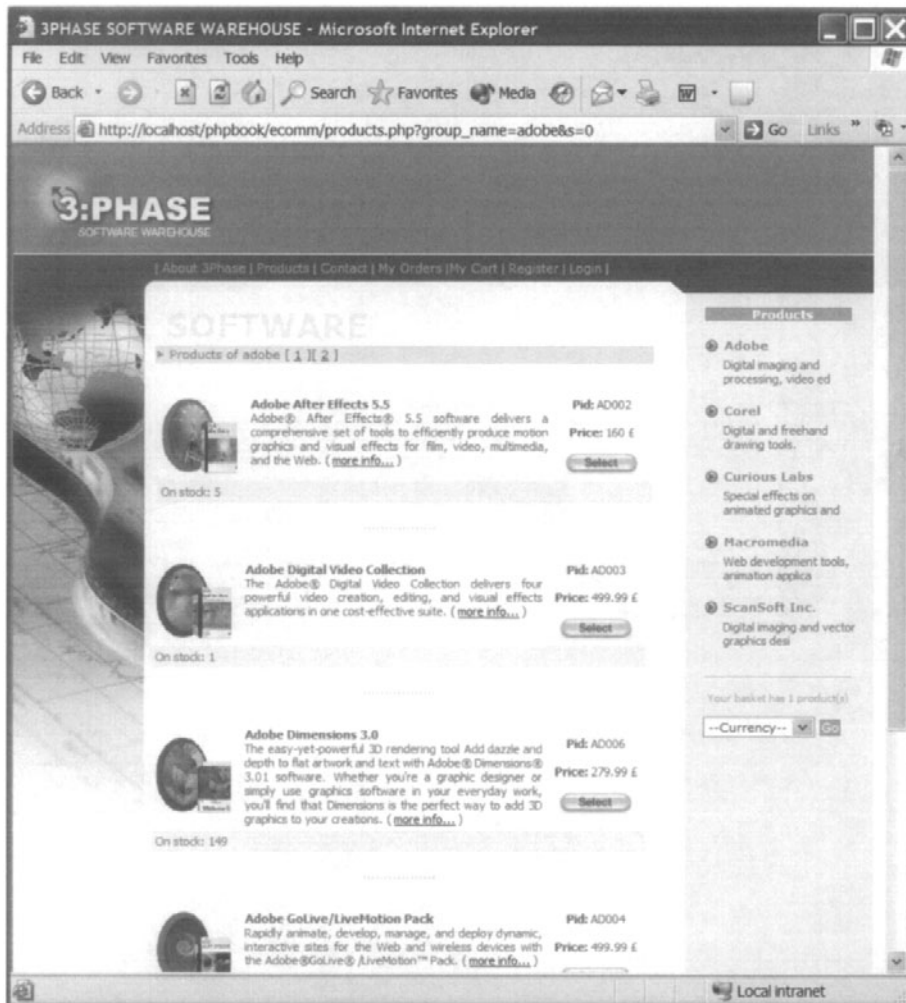 3PHASE SOFTWARE WAREHOUSE - Microsoft Internet Explorer
File Edit View Favorites Tools Help
Back Search Favorites Media
Address http://localhost/phpbook/ecomm/products.php?group_name=adobe&s=0 Go Links »
3:PHASE
SOFTWARE WAREHOUSE
| About 3Phase | Products | Contact | My Orders |My Cart | Register | Login |
SOFTWARE
Products of adobe [ 1 ][ 2 ]
Adobe After Effects 5.5
Adobe® After Effects® 5.5 software delivers a
comprehensive set of tools to efficiently produce motion
graphics and visual effects for film, video, multimedia,
and the Web. ( more info... )
Pid: AD002
Price: 160 £
Select
On stock: 5
Adobe Digital Video Collection
The Adobe® Digital Video Collection delivers four
powerful video creation, editing, and visual effects
applications in one cost-effective suite. ( more info... )
Pid: AD003
Price: 499.99 £
Select
On stock: 1
Adobe Dimensions 3.0
The easy-yet-powerful 3D rendering tool Add dazzle and
depth to flat artwork and text with Adobe® Dimensions®
3.01 software. Whether you're a graphic designer or
simply use graphics software in your everyday work,
you'll find that Dimensions is the perfect way to add 3D
graphics to your creations. ( more info... )
Pid: AD006
Price: 279.99 £
Select
On stock: 149
Adobe GoLive/LiveMotion Pack
Rapidly animate, develop, manage, and deploy dynamic,
interactive sites for the Web and wireless devices with
the Adobe®GoLive® /LiveMotion™ Pack. ( more info... )
Pid: AD004
Price: 499.99 £
Products
Adobe
Digital imaging and
processing, video ed
Corel
Digital and freehand
drawing tools.
Curious Labs
Special effects on
animated graphics and
Macromedia
Web development tools,
animation applica
ScanSoft Inc.
Digital imaging and vector
graphics desi
Your basket has 1 product(s)
--Currency-- Go
Local intranet